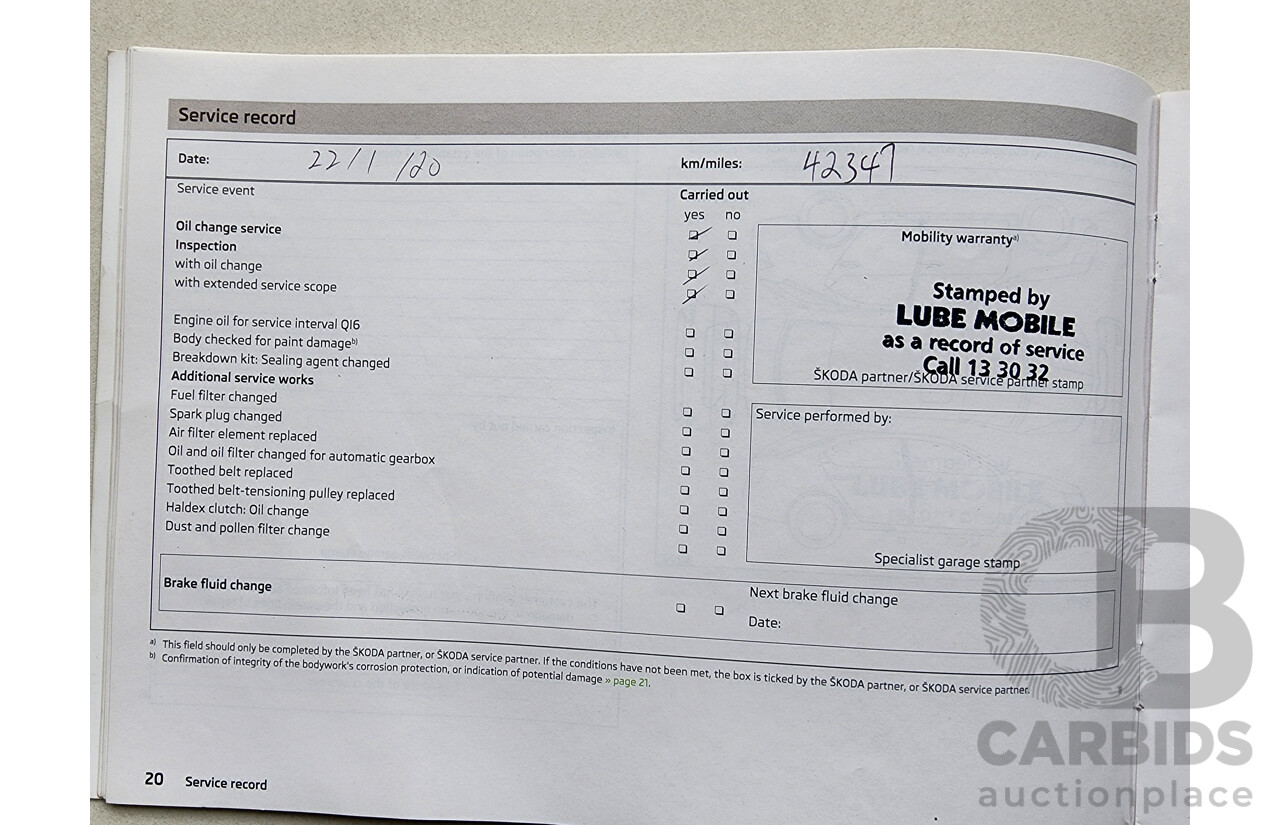 Service record
Date: 22/1/20 km/miles: 42347
Service event Carried out
yes no
Oil change service
Inspection
with oil change
with extended service scope
Engine oil for service interval QI6
Body checked for paint damage b)
Breakdown kit: Sealing agent changed
Additional service works
Fuel filter changed
Spark plug changed
Air filter element replaced
Oil and oil filter changed for automatic gearbox
Toothed belt replaced
Toothed belt-tensioning pulley replaced
Haldex clutch: Oil change
Dust and pollen filter change
Mobility warranty a)
Stamped by
LUBE MOBILE
as a record of service
Call 13 30 32
ŠKODA partner/ŠKODA service partner stamp
Service performed by:
Specialist garage stamp
Brake fluid change
Next brake fluid change
Date:
a) This field should only be completed by the ŠKODA partner, or ŠKODA service partner. If the conditions have not been met, the box is ticked by the ŠKODA partner, or ŠKODA service partner.
b) Confirmation of integrity of the bodywork's corrosion protection, or indication of potential damage » page 21.
20 Service record
CARBIDS
auctionplace